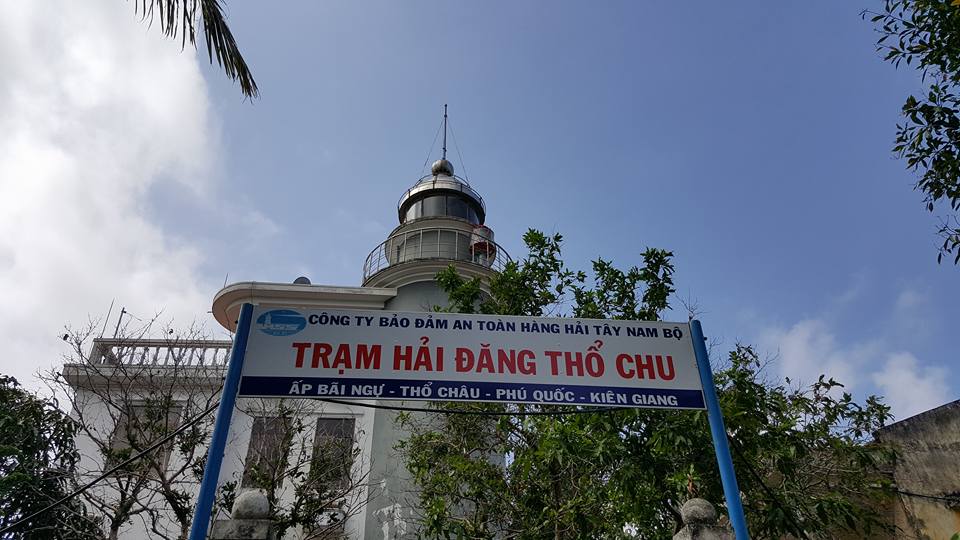 CÔNG TY BẢO ĐẢM AN TOÀN HÀNG HẢI TÂY NAM BỘ
TRẠM HẢI ĐĂNG THỔ CHU
ẤP BÃI NGỰ - THỔ CHÂU - PHÚ QUỐC - KIÊN GIANG